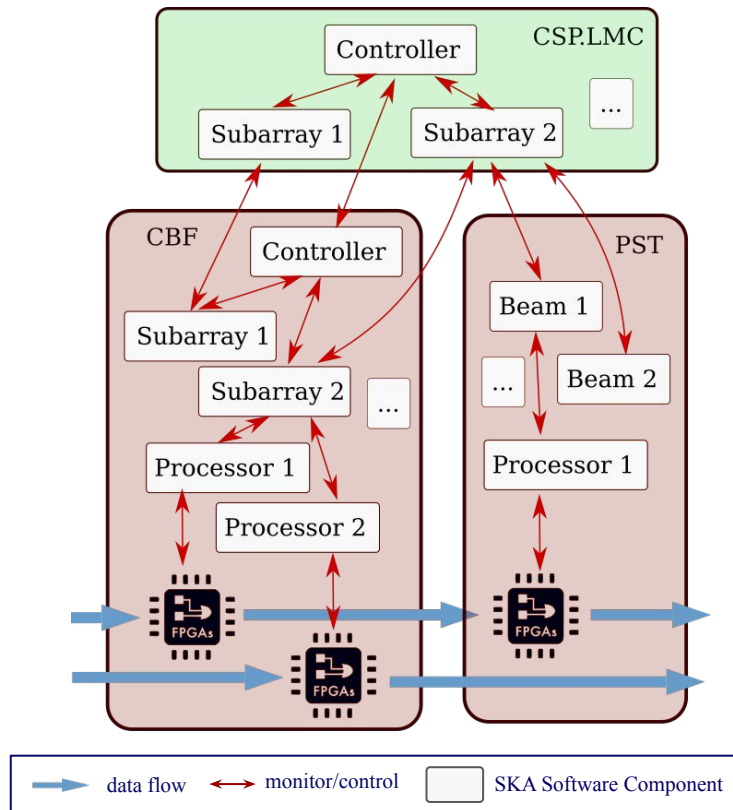 CSP.LMC
Controller
Subarray 1
Subarray 2
...
CBF
Controller
Subarray 1
Subarray 2
...
Processor 1
Processor 2
FPGAs
FPGAs
PST
Beam 1
...
Beam 2
Processor 1
FPGAs
data flow
monitor/control
SKA Software Component